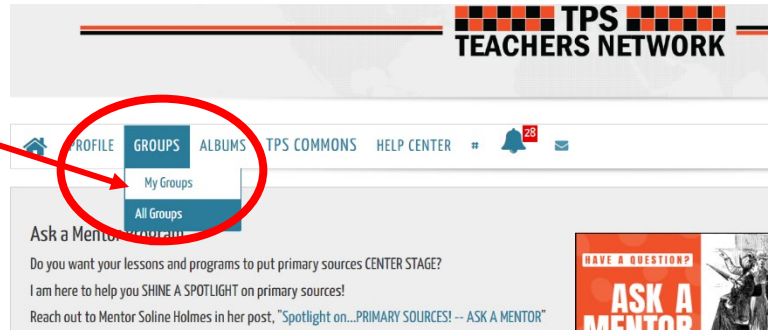 TPS
TEACHERS NETWORK
PROFILE GROUPS ALBUMS TPS COMMONS HELP CENTER # 28
My Groups
All Groups
Ask a Mentor Program
Do you want your lessons and programs to put primary sources CENTER STAGE?
I am here to help you SHINE A SPOTLIGHT on primary sources!
Reach out to Mentor Soline Holmes in her post, "Spotlight on...PRIMARY SOURCES! -- ASK A MENTOR"
HAVE A QUESTION?
ASK A
MENTOR